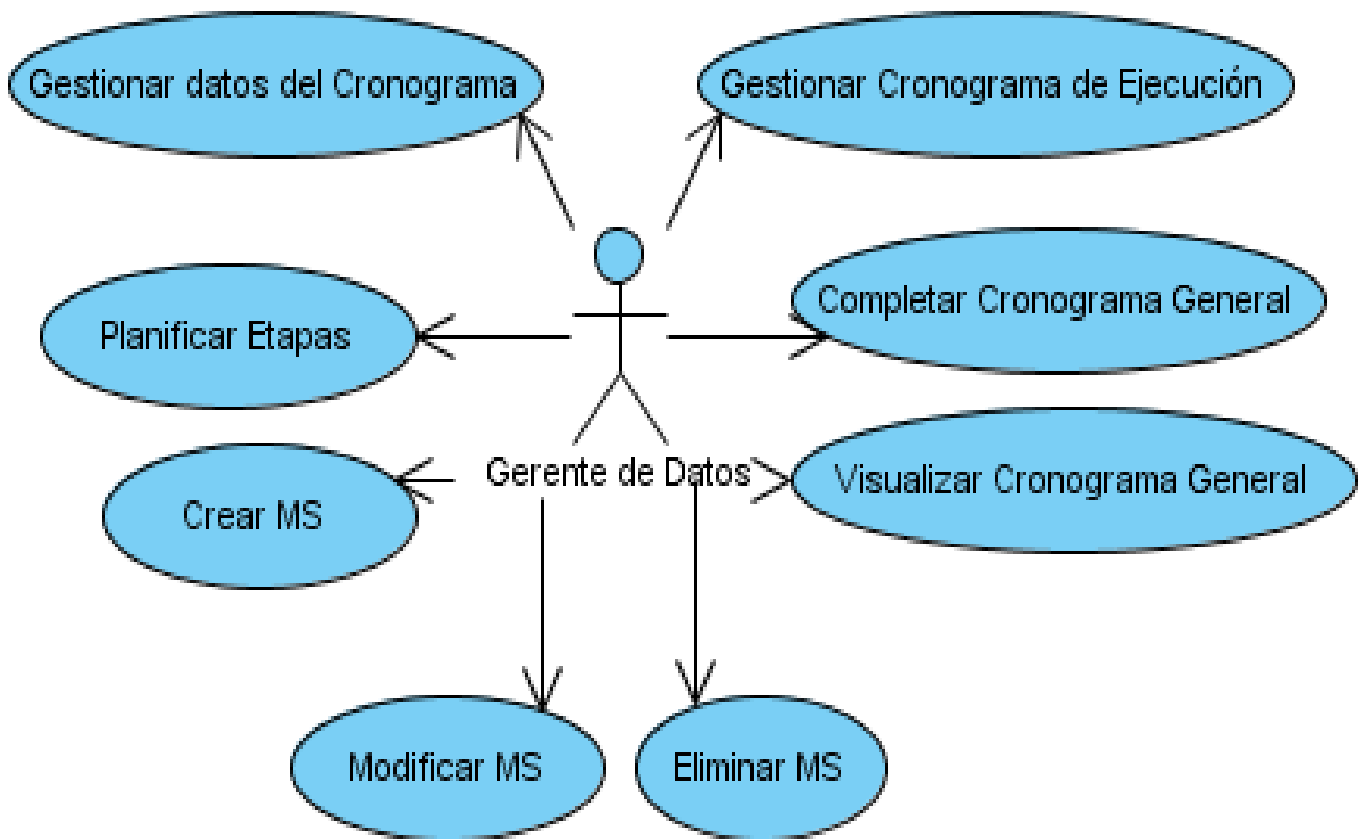 Gestionar datos del Cronograma
Gestionar Cronograma de Ejecución
Completar Cronograma General
Planificar Etapas
Gerente de Datos
Visualizar Cronograma General
Crear MS
Modificar MS
Eliminar MS